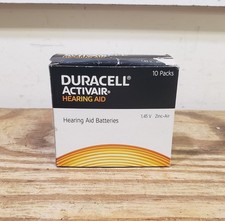 DURACELL®
10 Packs
ACTIVAIR®
HEARING AID
Hearing Aid Batteries
1.45 V Zinc-Air